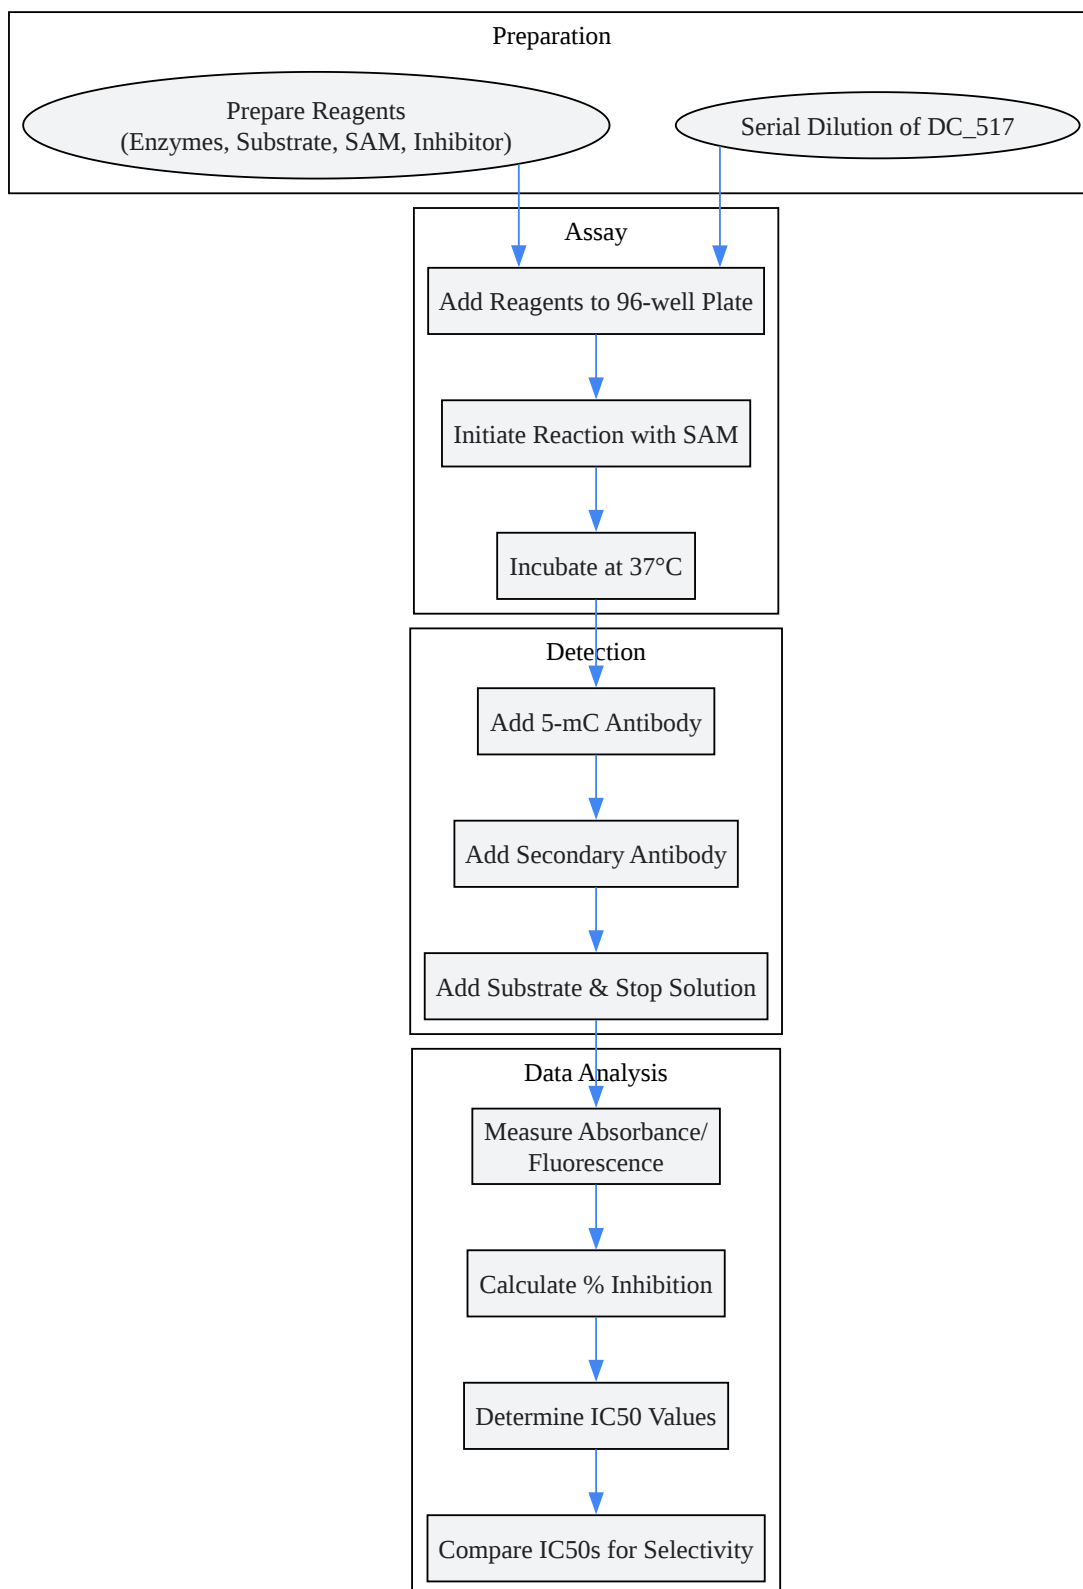 Preparation
Prepare Reagents
(Enzymes, Substrate, SAM, Inhibitor)
Serial Dilution of DC_517
Assay
Add Reagents to 96-well Plate
Initiate Reaction with SAM
Incubate at 37°C
Detection
Add 5-mC Antibody
Add Secondary Antibody
Add Substrate & Stop Solution
Data Analysis
Measure Absorbance/
Fluorescence
Calculate % Inhibition
Determine IC50 Values
Compare IC50s for Selectivity